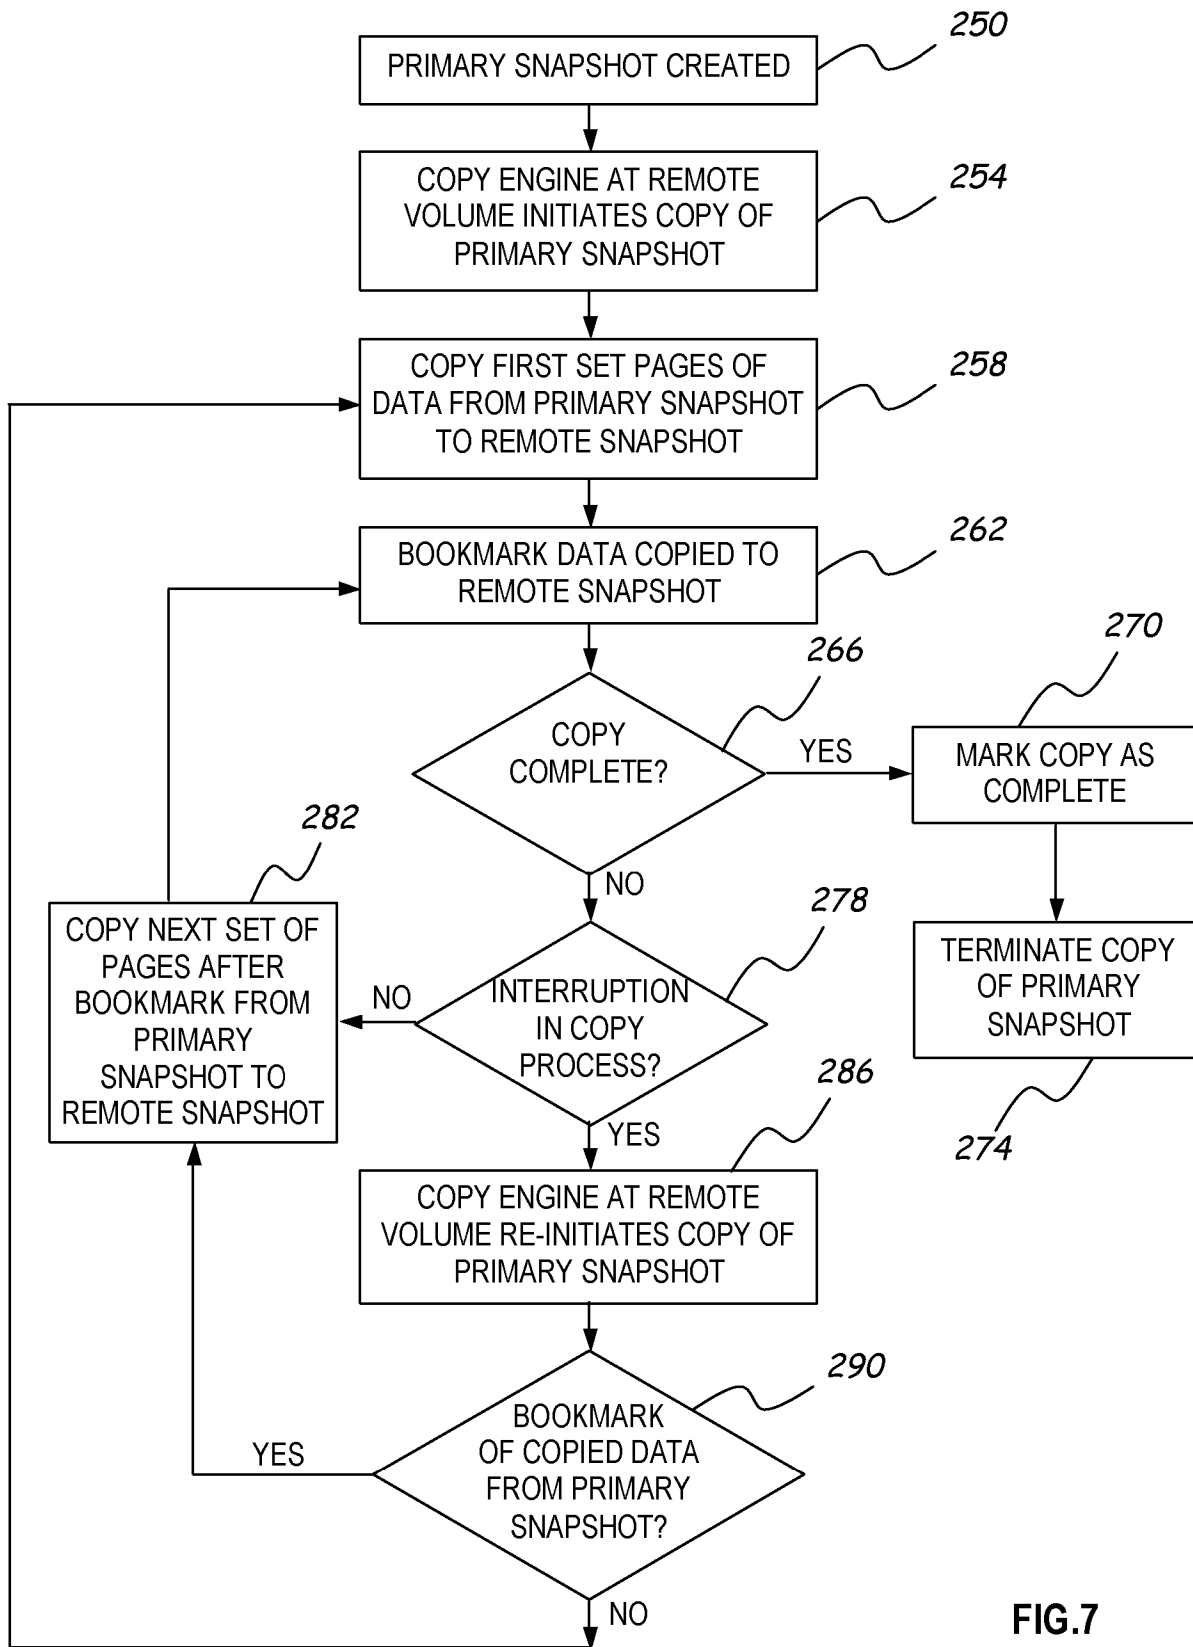 250
PRIMARY SNAPSHOT CREATED
254
COPY ENGINE AT REMOTE
VOLUME INITIATES COPY OF
PRIMARY SNAPSHOT
258
COPY FIRST SET PAGES OF
DATA FROM PRIMARY SNAPSHOT
TO REMOTE SNAPSHOT
262
BOOKMARK DATA COPIED TO
REMOTE SNAPSHOT
266
COPY
COMPLETE?
YES
270
MARK COPY AS
COMPLETE
NO
282
COPY NEXT SET OF
PAGES AFTER
BOOKMARK FROM
PRIMARY
SNAPSHOT TO
REMOTE SNAPSHOT
NO
278
INTERRUPTION
IN COPY
PROCESS?
TERMINATE COPY
OF PRIMARY
SNAPSHOT
274
YES
286
COPY ENGINE AT REMOTE
VOLUME RE-INITIATES COPY OF
PRIMARY SNAPSHOT
290
BOOKMARK
OF COPIED DATA
FROM PRIMARY
SNAPSHOT?
YES
NO
FIG.7